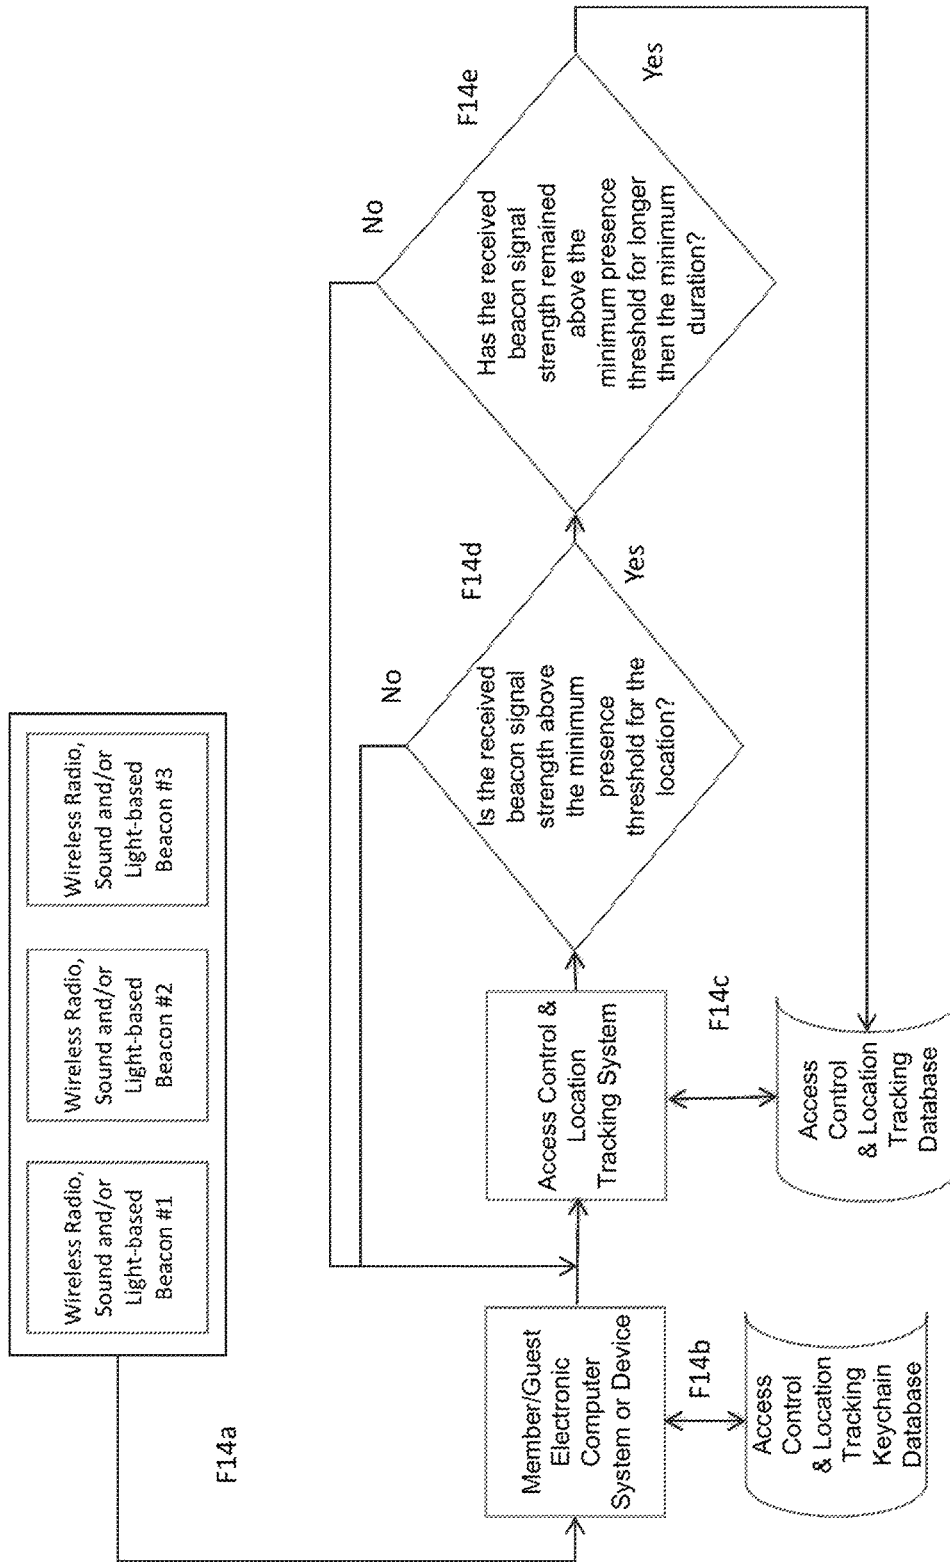 Wireless Radio,
Sound and/or
Light-based
Beacon #1
Wireless Radio,
Sound and/or
Light-based
Beacon #2
Wireless Radio,
Sound and/or
Light-based
Beacon #3
F14a
Member/Guest
Electronic
Computer
System or Device
F14b
Access
Control
& Location
Tracking
Keychain
Database
Access Control &
Location
Tracking System
F14c
Access
Control
& Location
Tracking
Database
Is the received
beacon signal
strength above
the minimum
presence
threshold for the
location?
No
F14d
Yes
Has the received
beacon signal
strength remained
above the
minimum presence
threshold for longer
then the minimum
duration?
No
F14e
Yes